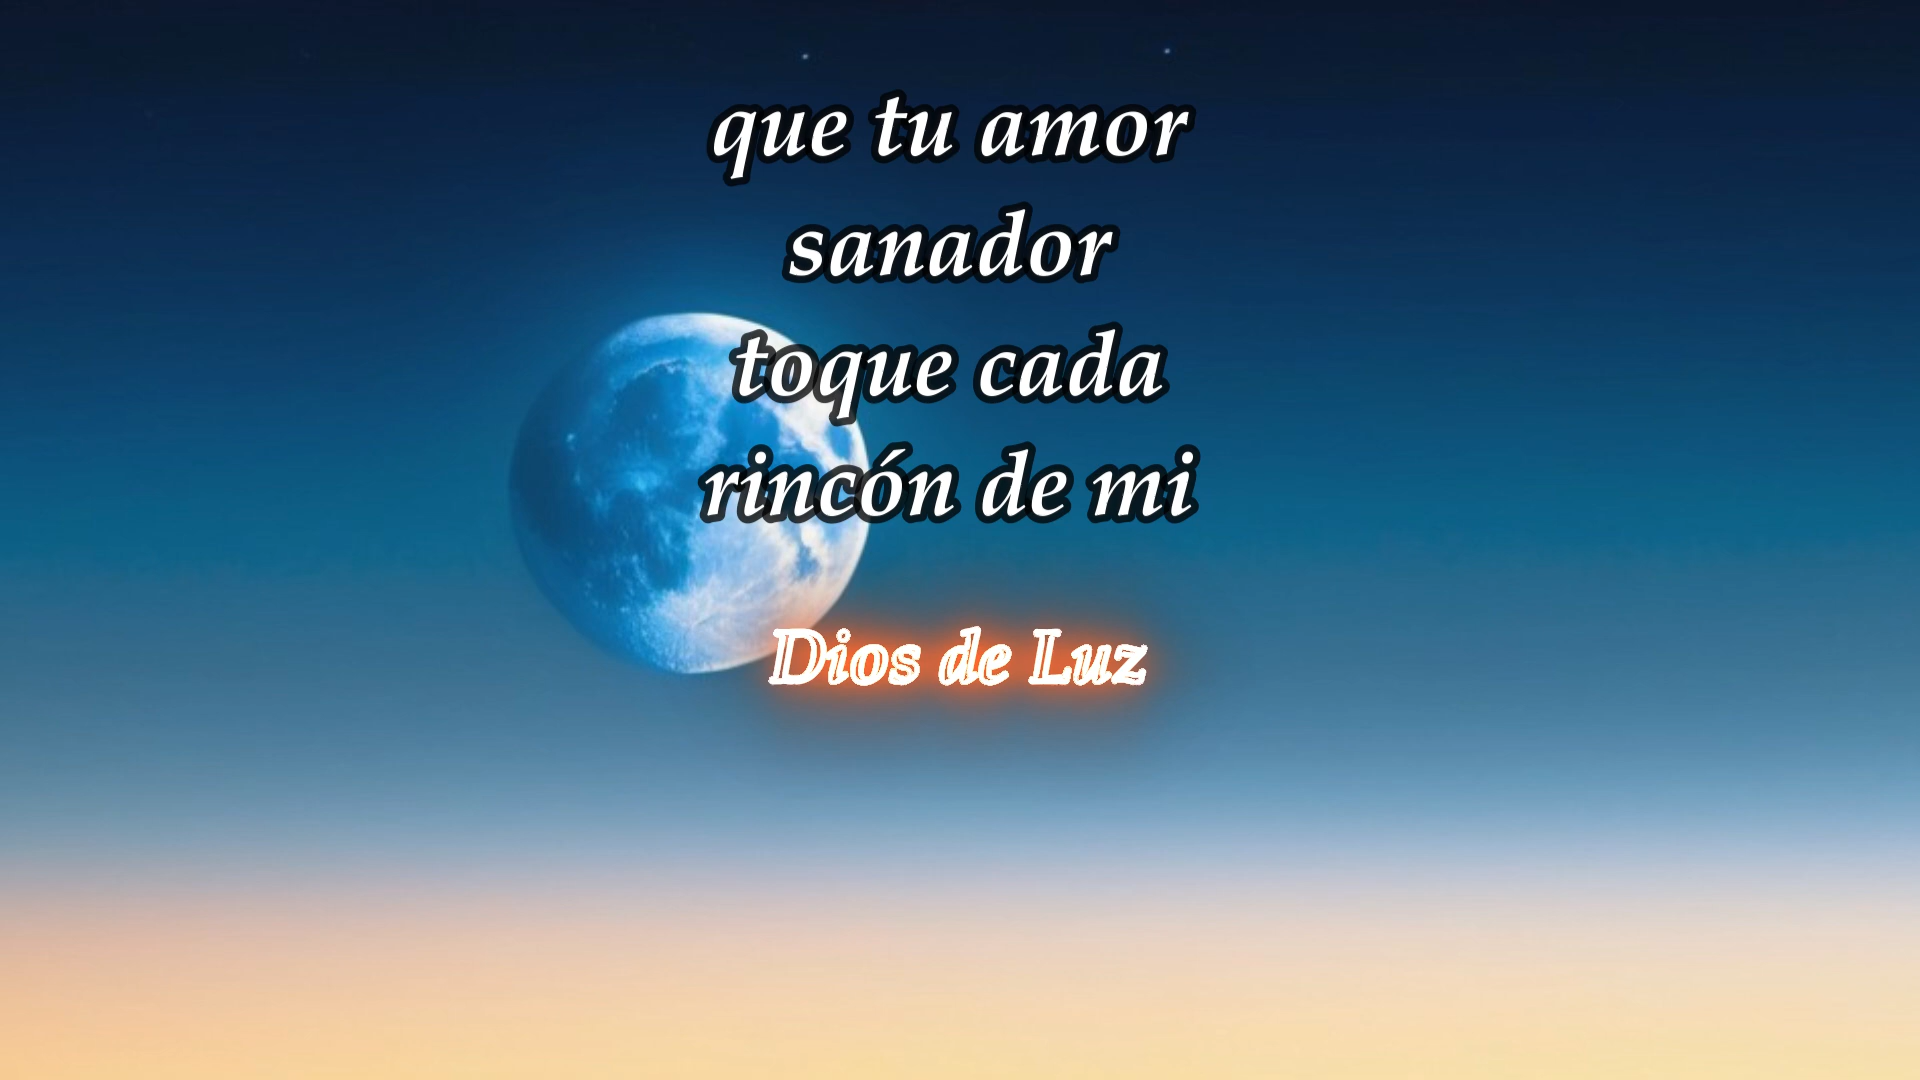 que tu amor
sanador
toque cada
rincón de mi
Dios de Luz